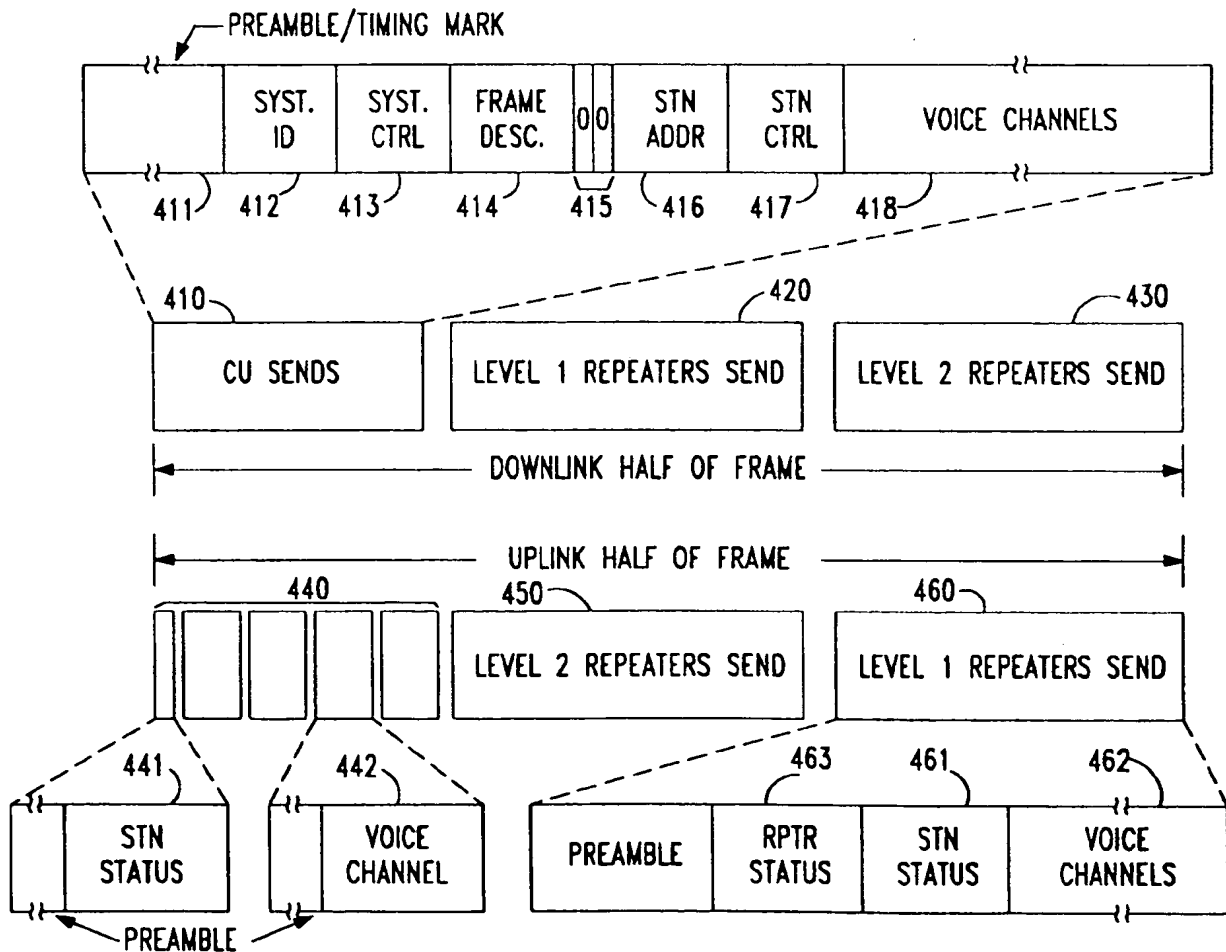 PREAMBLE/TIMING MARK
SYST. ID
SYST. CTRL
FRAME DESC.
0 0
STN ADDR
STN CTRL
VOICE CHANNELS
411 412 413 414 415 416 417 418
410 420 430
CU SENDS
LEVEL 1 REPEATERS SEND
LEVEL 2 REPEATERS SEND
DOWNLINK HALF OF FRAME
UPLINK HALF OF FRAME
440 450 460
LEVEL 2 REPEATERS SEND
LEVEL 1 REPEATERS SEND
441 442 463 461 462
STN STATUS
VOICE CHANNEL
PREAMBLE
RPTR STATUS
STN STATUS
VOICE CHANNELS
PREAMBLE